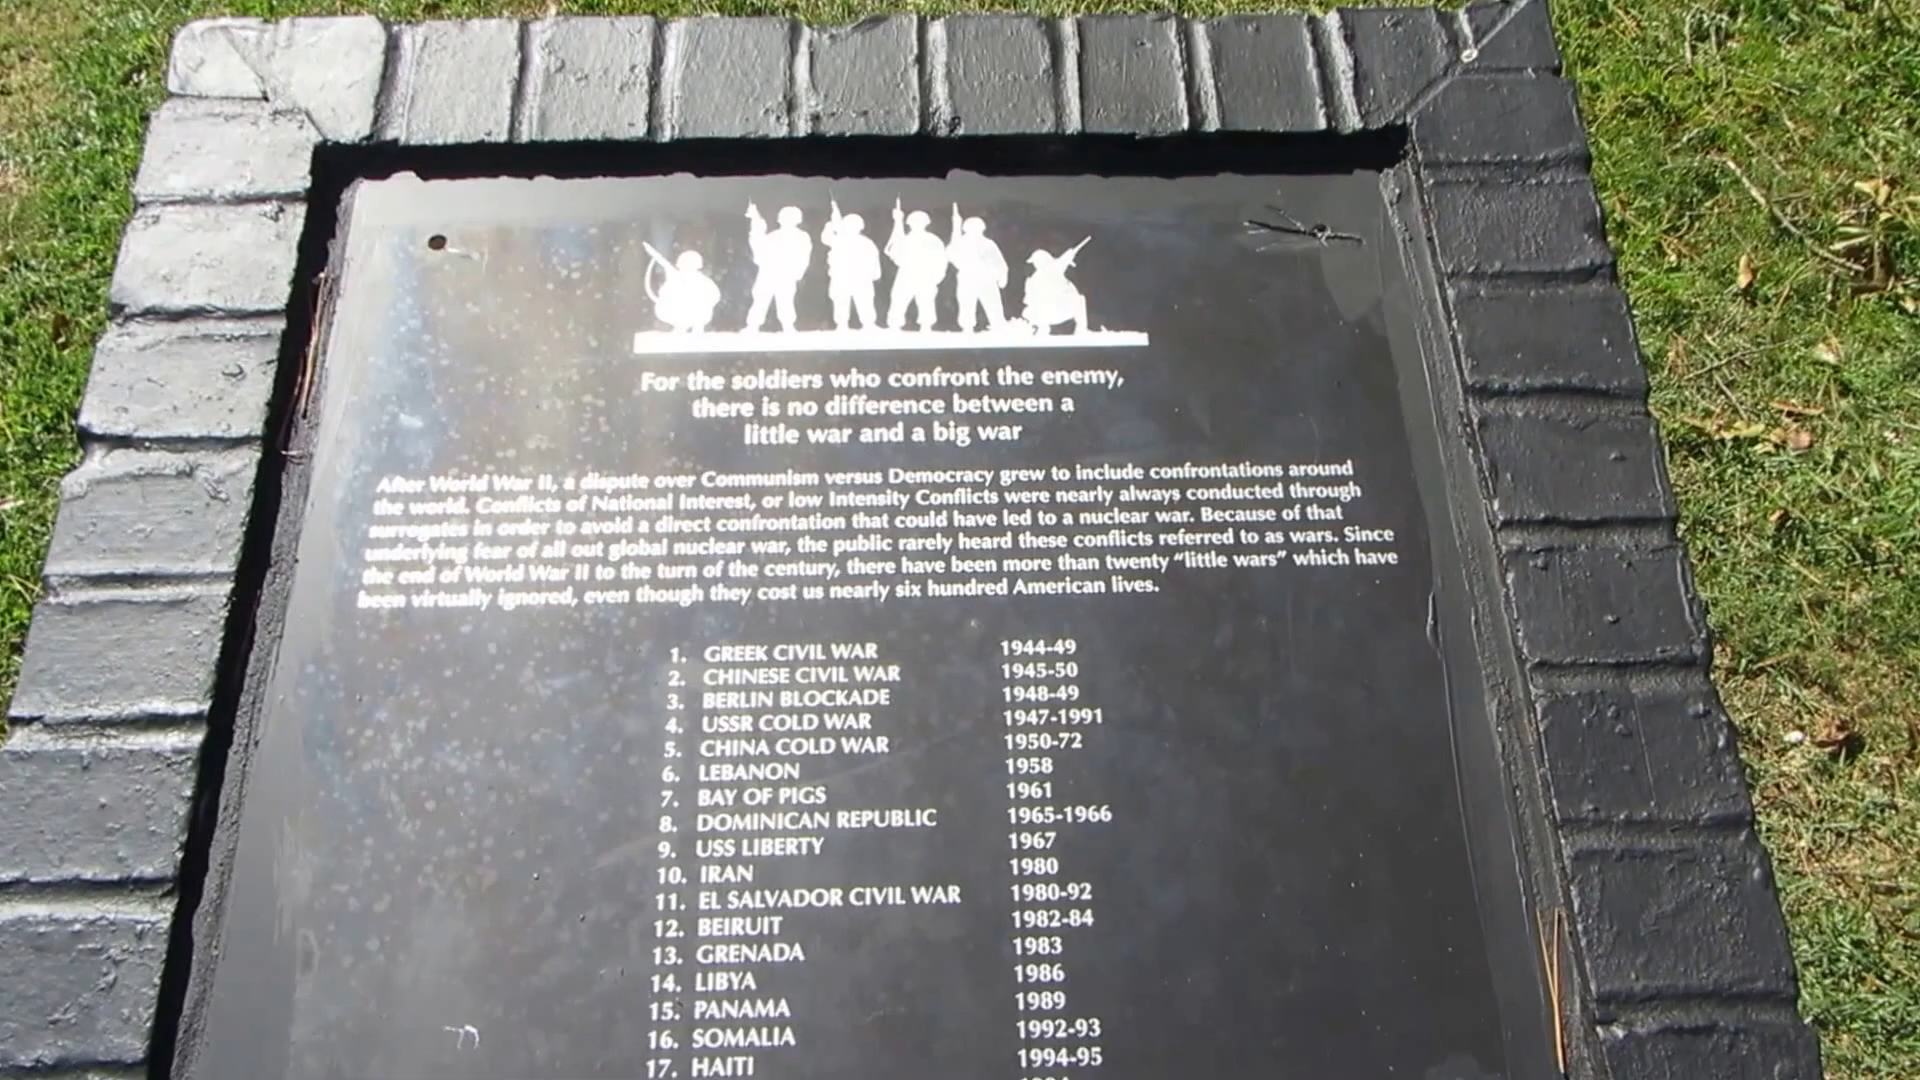 For the soldiers who confront the enemy,
there is no difference between a
little war and a big war
After World War II, a dispute over Communism versus Democracy grew to include confrontations around
the world. Conflicts of National Interest, or low Intensity Conflicts were nearly always conducted through
surrogates in order to avoid a direct confrontation that could have led to a nuclear war. Because of that
underlying fear of all out global nuclear war, the public rarely heard these conflicts referred to as wars. Since
the end of World War II to the turn of the century, there have been more than twenty “little wars” which have
been virtually ignored, even though they cost us nearly six hundred American lives.
1. GREEK CIVIL WAR 1944-49
2. CHINESE CIVIL WAR 1945-50
3. BERLIN BLOCKADE 1948-49
4. USSR COLD WAR 1947-1991
5. CHINA COLD WAR 1950-72
6. LEBANON 1958
7. BAY OF PIGS 1961
8. DOMINICAN REPUBLIC 1965-1966
9. USS LIBERTY 1967
10. IRAN 1980
11. EL SALVADOR CIVIL WAR 1980-92
12. BEIRUIT 1982-84
13. GRENADA 1983
14. LIBYA 1986
15. PANAMA 1989
16. SOMALIA 1992-93
17. HAITI 1994-95